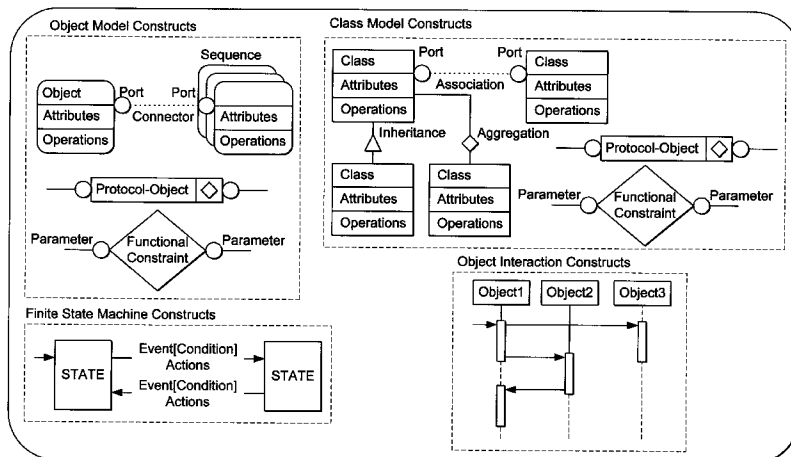 Object Model Constructs
Sequence
Object
Port
Port
Attributes
Connector
Attributes
Operations
Operations
Protocol-Object
Parameter
Functional
Constraint
Parameter
Finite State Machine Constructs
STATE
Event[Condition]
Actions
Event[Condition]
Actions
STATE
Class Model Constructs
Class
Port
Port
Class
Attributes
Association
Attributes
Operations
Operations
Inheritance
Aggregation
Class
Class
Attributes
Attributes
Operations
Operations
Protocol-Object
Parameter
Functional
Constraint
Parameter
Object Interaction Constructs
Object1
Object2
Object3